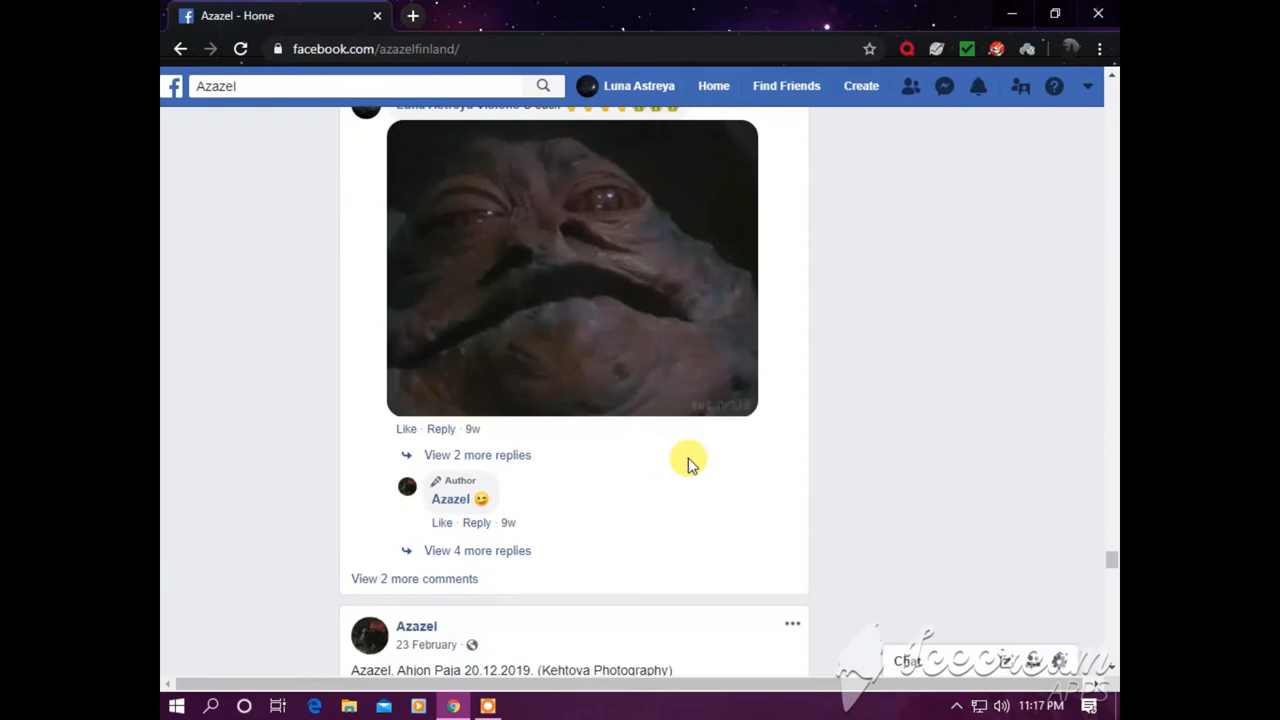 Azazel - Home
facebook.com/azazelfinland/
Azazel
Luna Astreya
Home
Find Friends
Create
Like · Reply · 9w
View 2 more replies
Author
Azazel
Like · Reply · 9w
View 4 more replies
View 2 more comments
Azazel
23 February
Azazel, Ahjon Paja 20.12.2019. (Kehtova Photography)
Chat
Icecream
APPS
11:17 PM